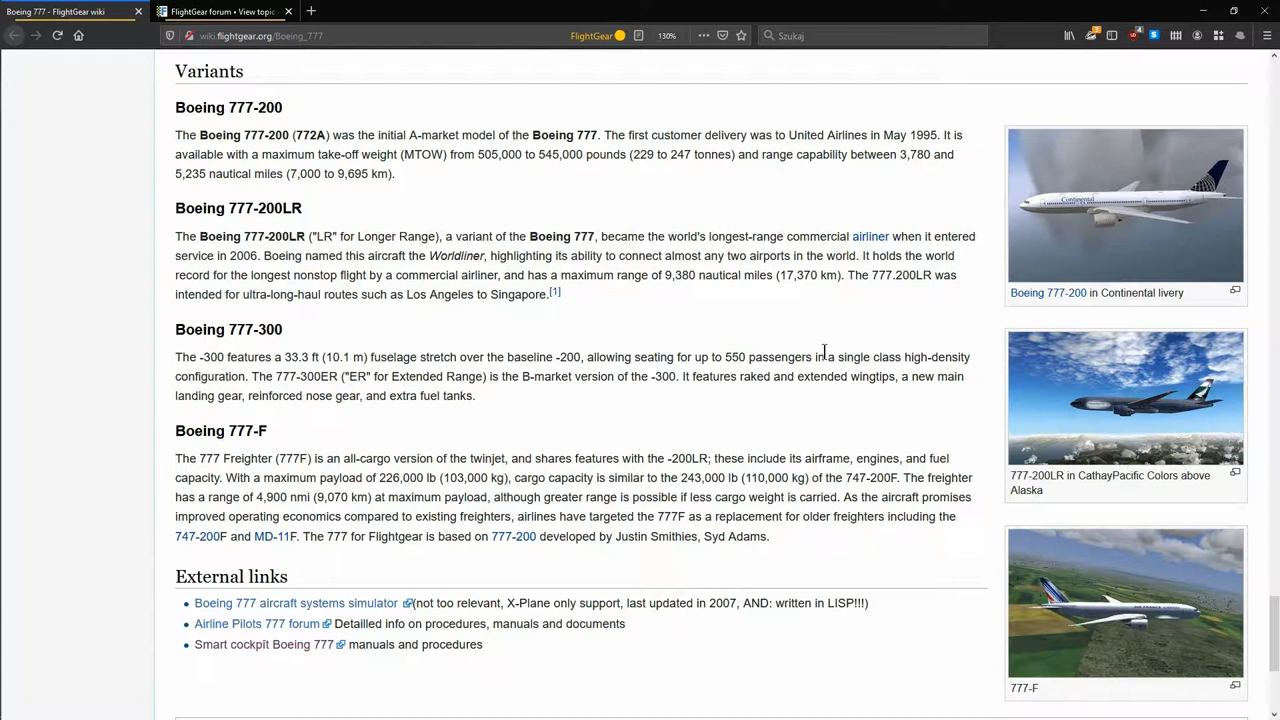 Boeing 777 - FlightGear wiki
FlightGear forum • View topic -
wiki.flightgear.org/Boeing_777
FlightGear
130%
Szukaj
Variants
Boeing 777-200
The Boeing 777-200 (772A) was the initial A-market model of the Boeing 777. The first customer delivery was to United Airlines in May 1995. It is
available with a maximum take-off weight (MTOW) from 505,000 to 545,000 pounds (229 to 247 tonnes) and range capability between 3,780 and
5,235 nautical miles (7,000 to 9,695 km).
Continental
Boeing 777-200 in Continental livery
Boeing 777-200LR
The Boeing 777-200LR ("LR" for Longer Range), a variant of the Boeing 777, became the world's longest-range commercial airliner when it entered
service in 2006. Boeing named this aircraft the Worldliner, highlighting its ability to connect almost any two airports in the world. It holds the world
record for the longest nonstop flight by a commercial airliner, and has a maximum range of 9,380 nautical miles (17,370 km). The 777.200LR was
intended for ultra-long-haul routes such as Los Angeles to Singapore.[1]
Boeing 777-300
The -300 features a 33.3 ft (10.1 m) fuselage stretch over the baseline -200, allowing seating for up to 550 passengers in a single class high-density
configuration. The 777-300ER ("ER" for Extended Range) is the B-market version of the -300. It features raked and extended wingtips, a new main
landing gear, reinforced nose gear, and extra fuel tanks.
777-200LR in CathayPacific Colors above
Alaska
Boeing 777-F
The 777 Freighter (777F) is an all-cargo version of the twinjet, and shares features with the -200LR; these include its airframe, engines, and fuel
capacity. With a maximum payload of 226,000 lb (103,000 kg), cargo capacity is similar to the 243,000 lb (110,000 kg) of the 747-200F. The freighter
has a range of 4,900 nmi (9,070 km) at maximum payload, although greater range is possible if less cargo weight is carried. As the aircraft promises
improved operating economics compared to existing freighters, airlines have targeted the 777F as a replacement for older freighters including the
747-200F and MD-11F. The 777 for Flightgear is based on 777-200 developed by Justin Smithies, Syd Adams.
AIR FRANCE CARGO
777-F
External links
Boeing 777 aircraft systems simulator (not too relevant, X-Plane only support, last updated in 2007, AND: written in LISP!!!)
Airline Pilots 777 forum Detailled info on procedures, manuals and documents
Smart cockpît Boeing 777 manuals and procedures